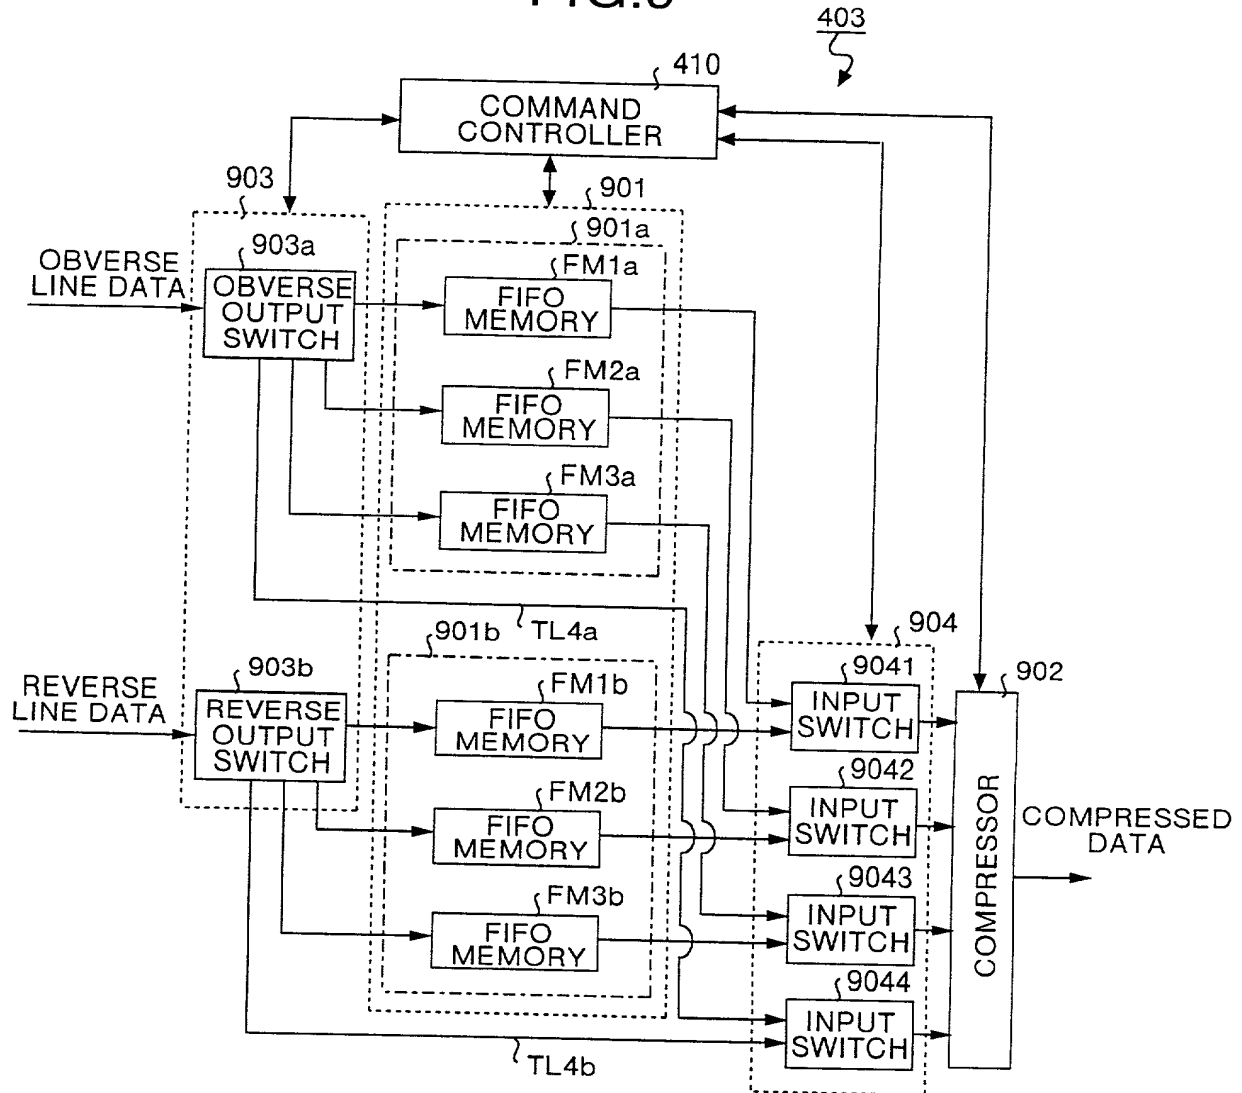 403
410
COMMAND
CONTROLLER
903
901
901a
903a
OBVERSE
LINE DATA
OBVERSE
OUTPUT
SWITCH
FM1a
FIFO
MEMORY
FM2a
FIFO
MEMORY
FM3a
FIFO
MEMORY
TL4a
901b
904
903b
REVERSE
LINE DATA
REVERSE
OUTPUT
SWITCH
FM1b
FIFO
MEMORY
9041
INPUT
SWITCH
902
FM2b
FIFO
MEMORY
9042
INPUT
SWITCH
COMPRESSOR
COMPRESSED
DATA
FM3b
FIFO
MEMORY
9043
INPUT
SWITCH
9044
INPUT
SWITCH
TL4b